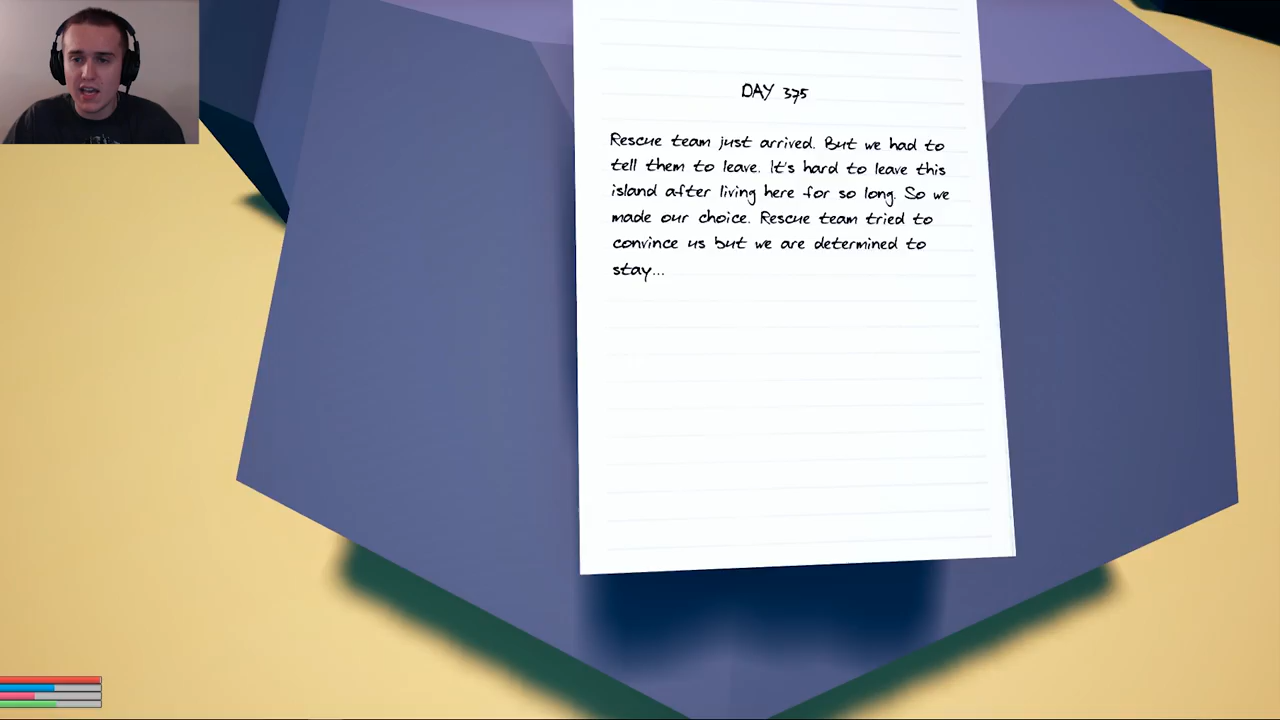 DAY 375
Rescue team just arrived. But we had to
tell them to leave. It's hard to leave this
island after living here for so long. So we
made our choice. Rescue team tried to
convince us but we are determined to
stay...